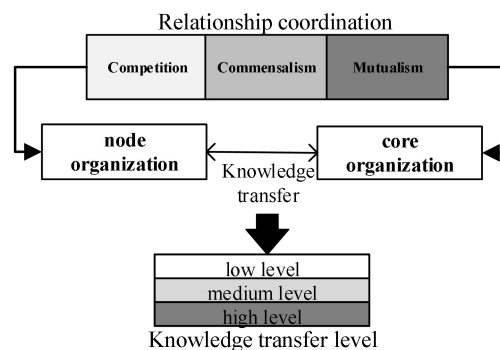 Relationship coordination
Competition
Commensalism
Mutualism
node
organization
core
organization
Knowledge
transfer
low level
medium level
high level
Knowledge transfer level